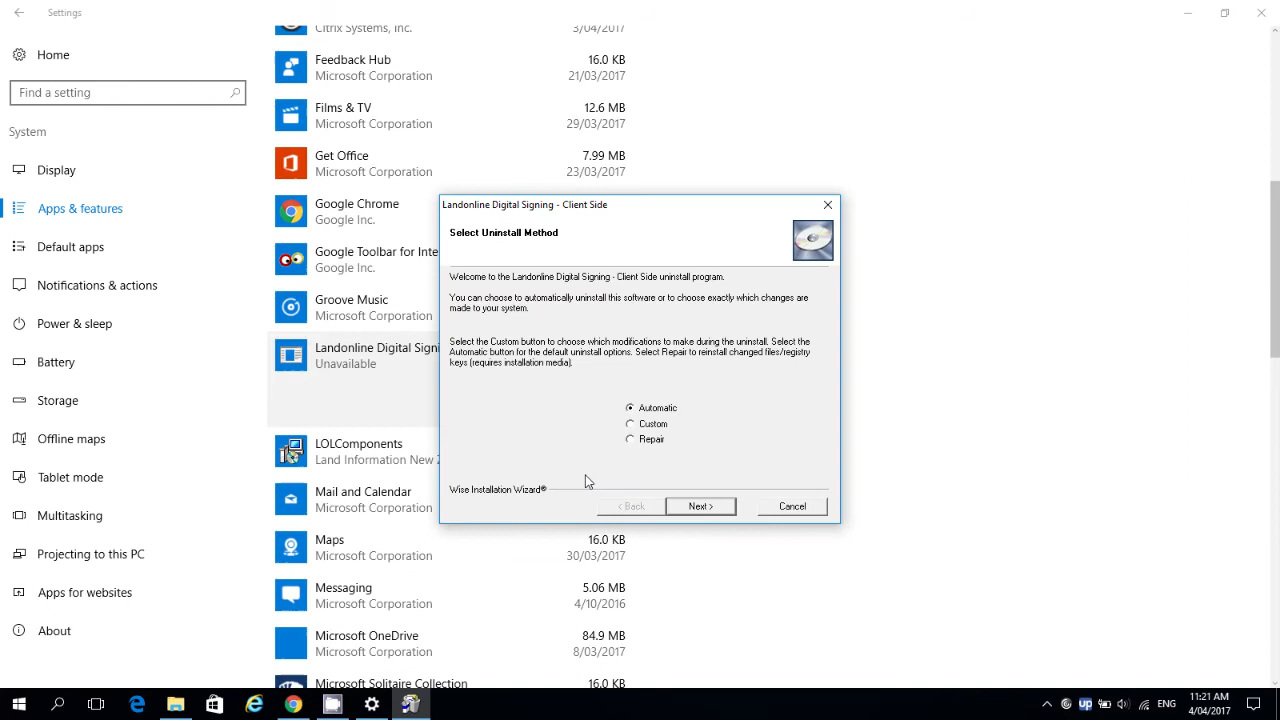 Settings
Home
Find a setting
System
Display
Apps & features
Default apps
Notifications & actions
Power & sleep
Battery
Storage
Offline maps
Tablet mode
Multitasking
Projecting to this PC
Apps for websites
About
Citrix Systems, Inc. 3/04/2017
Feedback Hub 16.0 KB
Microsoft Corporation 21/03/2017
Films & TV 12.6 MB
Microsoft Corporation 29/03/2017
Get Office 7.99 MB
Microsoft Corporation 23/03/2017
Google Chrome
Google Inc.
Google Toolbar for Inte
Google Inc.
Groove Music
Microsoft Corporation
Landonline Digital Signi
Unavailable
LOLComponents
Land Information New Z
Mail and Calendar
Microsoft Corporation
Maps 16.0 KB
Microsoft Corporation 30/03/2017
Messaging 5.06 MB
Microsoft Corporation 4/10/2016
Microsoft OneDrive 84.9 MB
Microsoft Corporation 8/03/2017
Microsoft Solitaire Collection 16.0 KB
Landonline Digital Signing - Client Side
Select Uninstall Method
Welcome to the Landonline Digital Signing - Client Side uninstall program.
You can choose to automatically uninstall this software or to choose exactly which changes are
made to your system.
Select the Custom button to choose which modifications to make during the uninstall. Select the
Automatic button for the default uninstall options. Select Repair to reinstall changed files/registry
keys (requires installation media).
Automatic
Custom
Repair
Wise Installation Wizard®
< Back Next > Cancel
up ENG
11:21 AM
4/04/2017